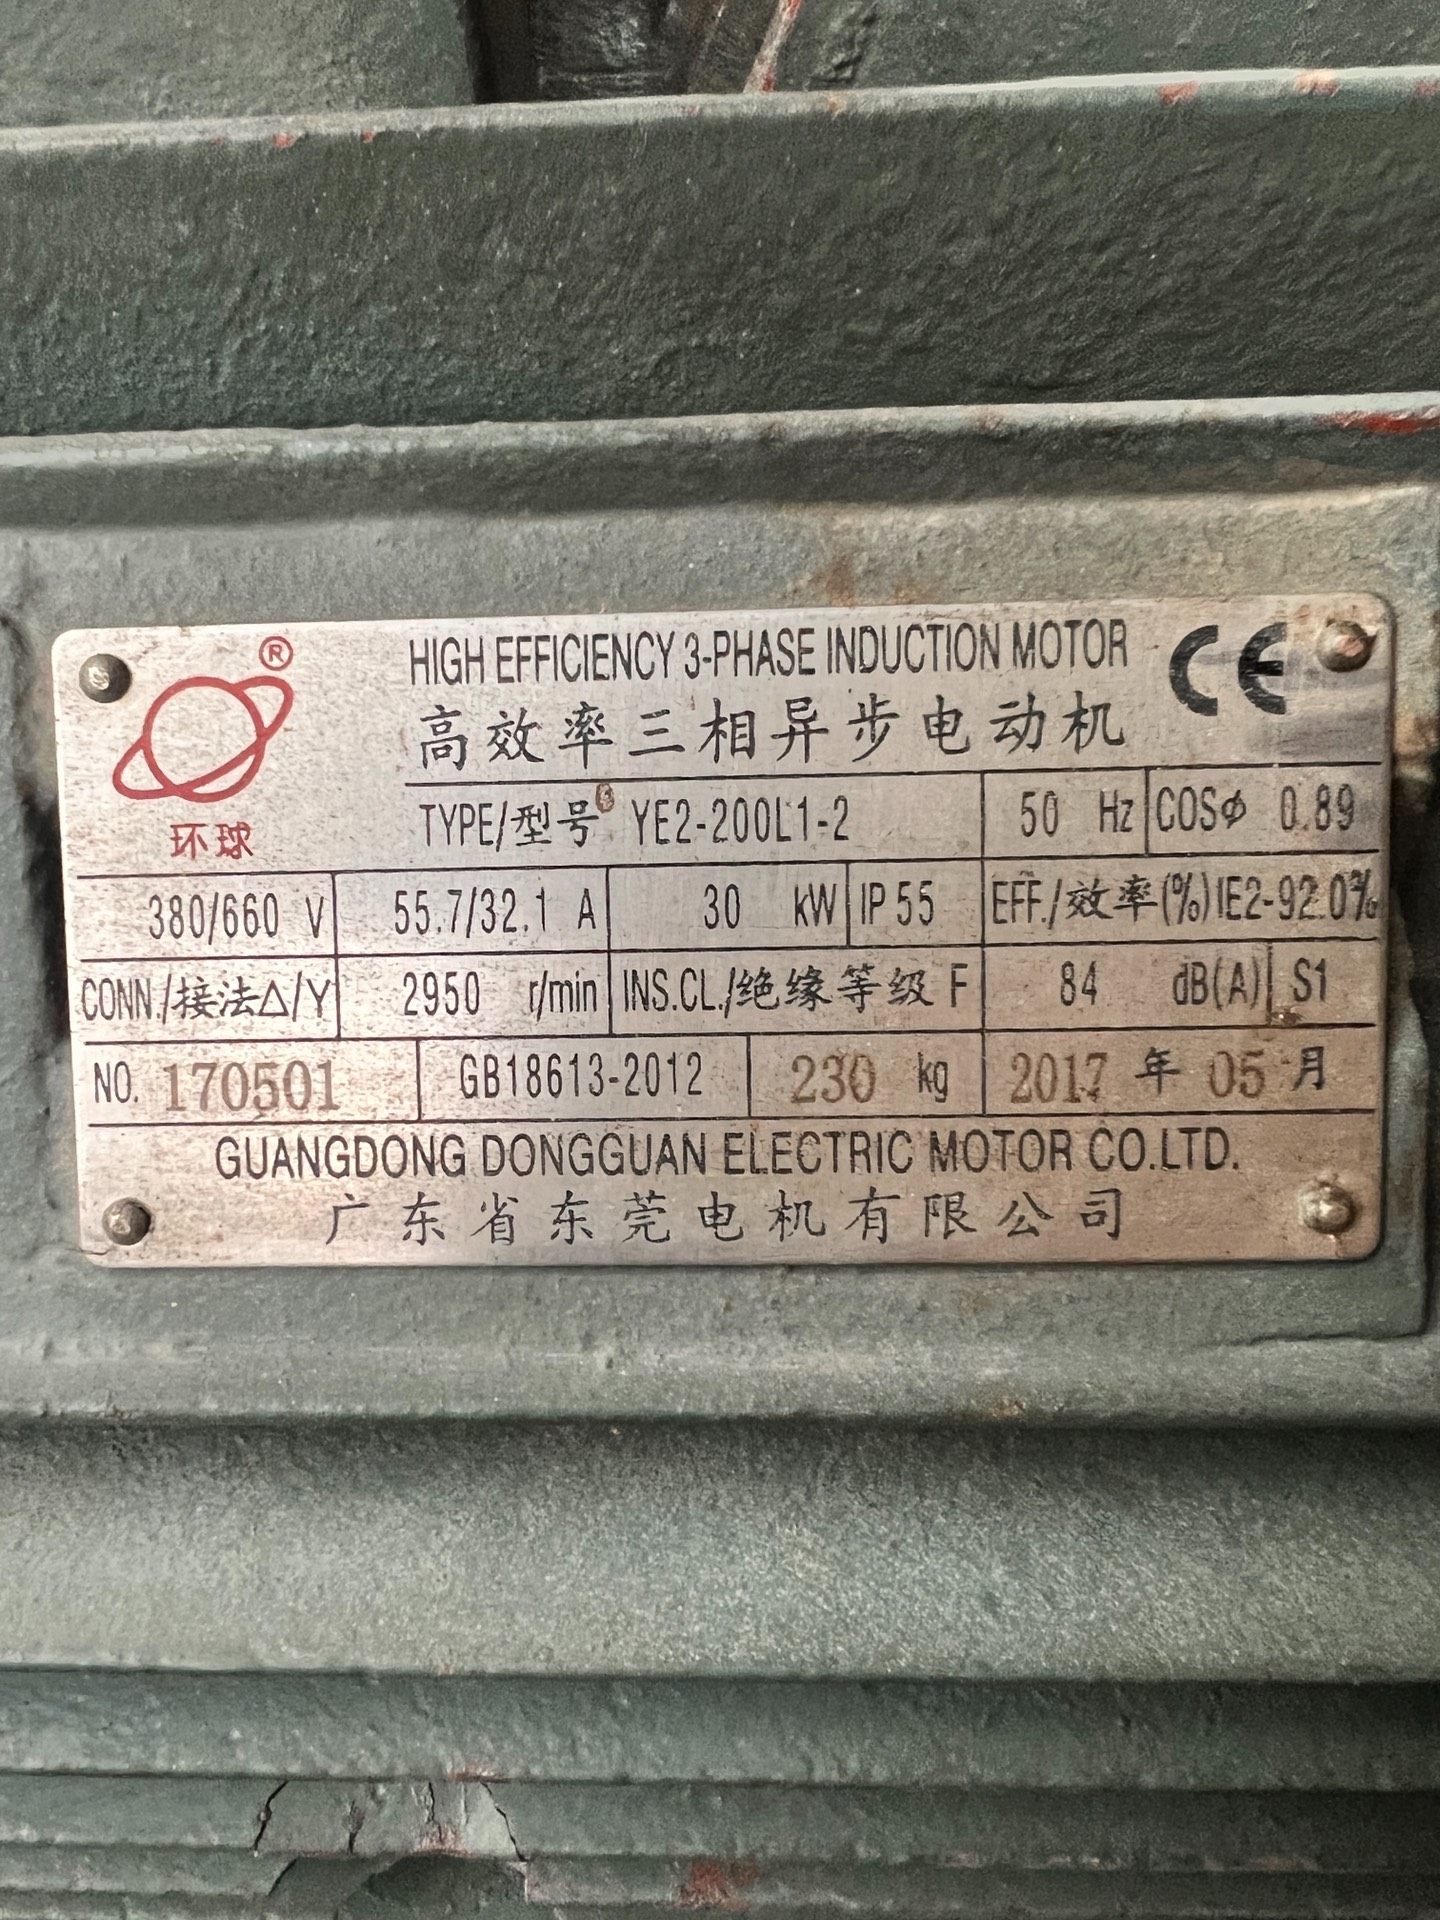 ®
环球
HIGH EFFICIENCY 3-PHASE INDUCTION MOTOR CE
高效率三相异步电动机
TYPE/型号 YE2-200L1-2 50 Hz COSΦ 0.89
380/660 V 55.7/32.1 A 30 kW IP 55 EFF./效率(%) IE2-92.0%
CONN./接法△/Y 2950 r/min INS.CL./绝缘等级 F 84 dB(A) S1
NO. 170501 GB18613-2012 230 kg 2017 年 05 月
GUANGDONG DONGGUAN ELECTRIC MOTOR CO.LTD.
广东省东莞电机有限公司